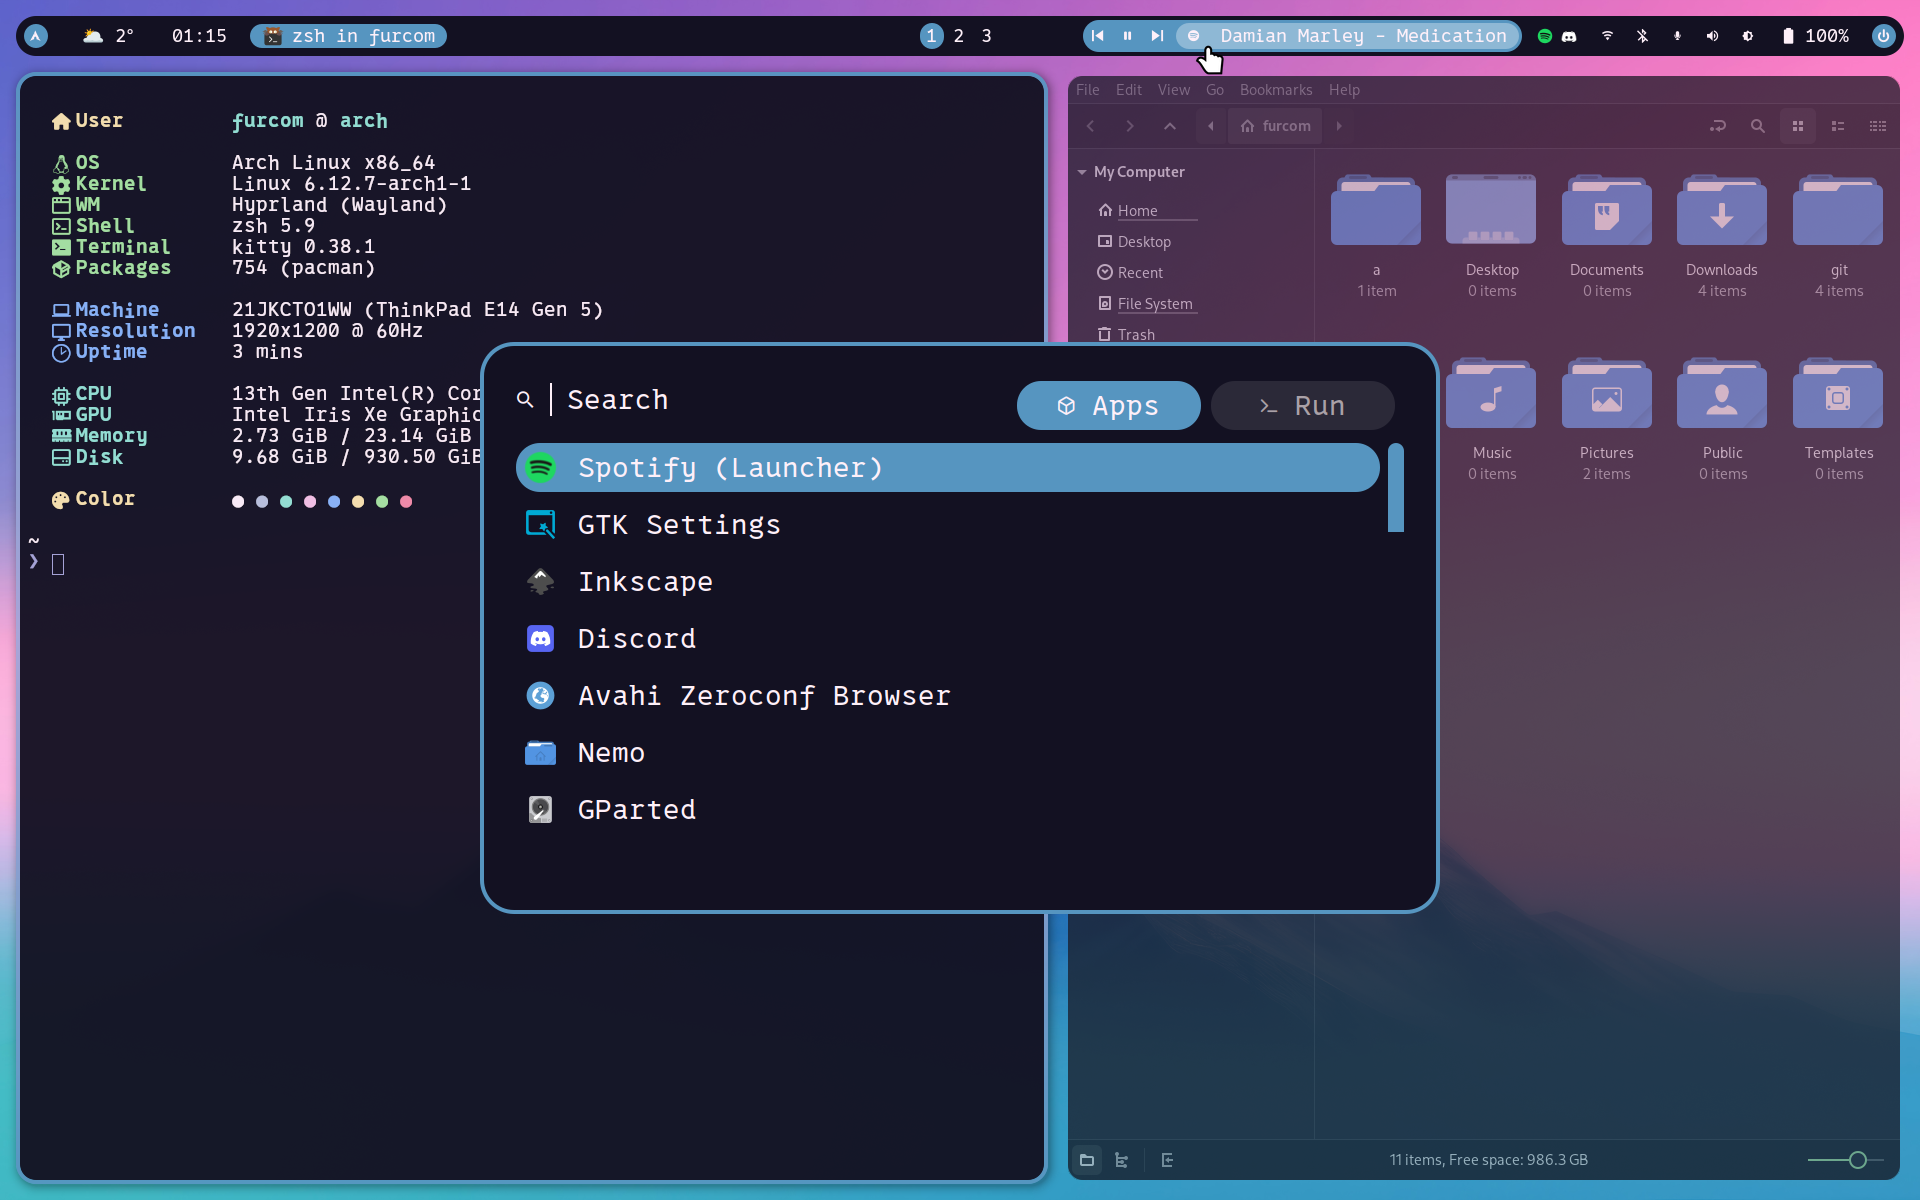 2° 01:15 zsh in furcom 1 2 3 Damian Marley - Medication 100%
User furcom @ arch
OS Arch Linux x86_64
Kernel Linux 6.12.7-arch1-1
WM Hyprland (Wayland)
Shell zsh 5.9
Terminal kitty 0.38.1
Packages 754 (pacman)
Machine 21JKCTO1WW (ThinkPad E14 Gen 5)
Resolution 1920x1200 @ 60Hz
Uptime 3 mins
CPU 13th Gen Intel(R) Cor
GPU Intel Iris Xe Graphic
Memory 2.73 GiB / 23.14 GiB
Disk 9.68 GiB / 930.50 GiB
Color
~
❯
Search Apps Run
Spotify (Launcher)
GTK Settings
Inkscape
Discord
Avahi Zeroconf Browser
Nemo
GParted
File Edit View Go Bookmarks Help
furcom
My Computer
Home
Desktop
Recent
File System
Trash
a Desktop Documents Downloads git
1 item 0 items 0 items 4 items 4 items
Music Pictures Public Templates
0 items 2 items 0 items 0 items
11 items, Free space: 986.3 GB